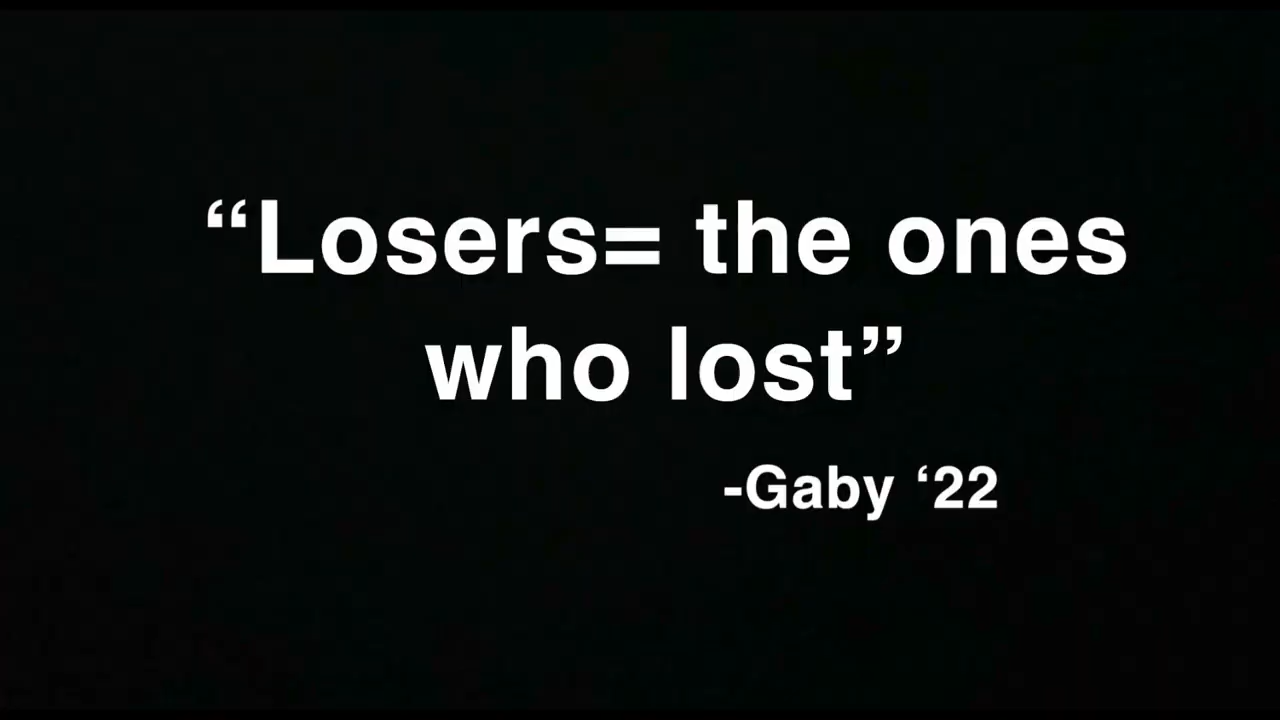 “Losers= the ones
who lost”
-Gaby ‘22